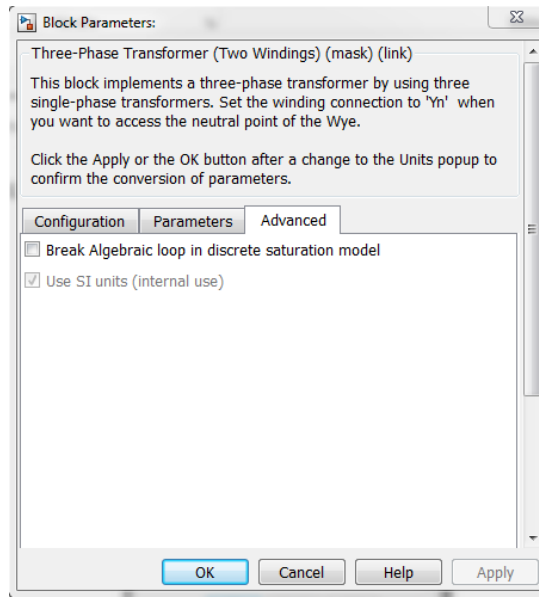 Block Parameters:
Three-Phase Transformer (Two Windings) (mask) (link)
This block implements a three-phase transformer by using three
single-phase transformers. Set the winding connection to 'Yn' when
you want to access the neutral point of the Wye.
Click the Apply or the OK button after a change to the Units popup to
confirm the conversion of parameters.
Configuration Parameters Advanced
Break Algebraic loop in discrete saturation model
Use SI units (internal use)
OK Cancel Help Apply